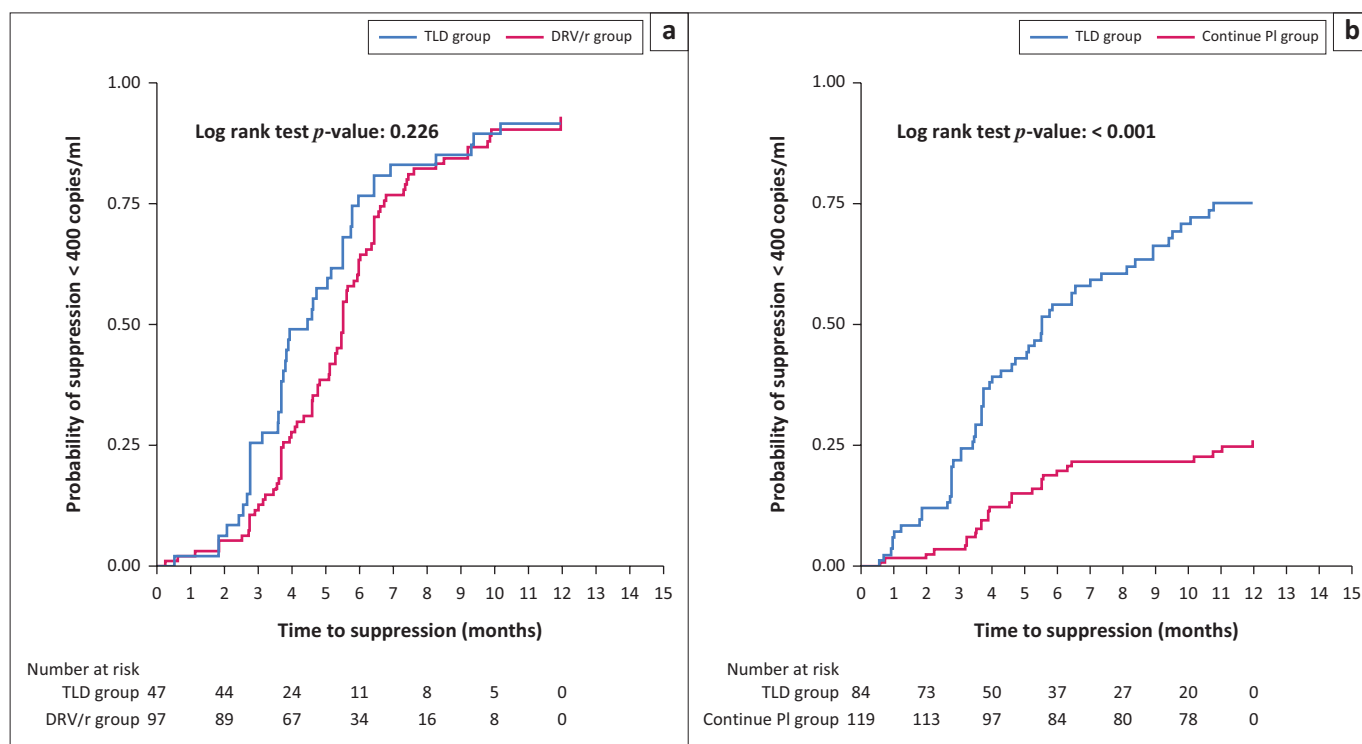 TLD group DRV/r group a
1.00
0.75
0.50
0.25
0.00
Probability of suppression < 400 copies/ml
Log rank test p-value: 0.226
0 1 2 3 4 5 6 7 8 9 10 11 12 13 14 15
Time to suppression (months)
Number at risk
TLD group 47 44 24 11 8 5 0
DRV/r group 97 89 67 34 16 8 0
TLD group Continue PI group b
1.00
0.75
0.50
0.25
0.00
Probability of suppression < 400 copies/ml
Log rank test p-value: < 0.001
0 1 2 3 4 5 6 7 8 9 10 11 12 13 14 15
Time to suppression (months)
Number at risk
TLD group 84 73 50 37 27 20 0
Continue PI group 119 113 97 84 80 78 0